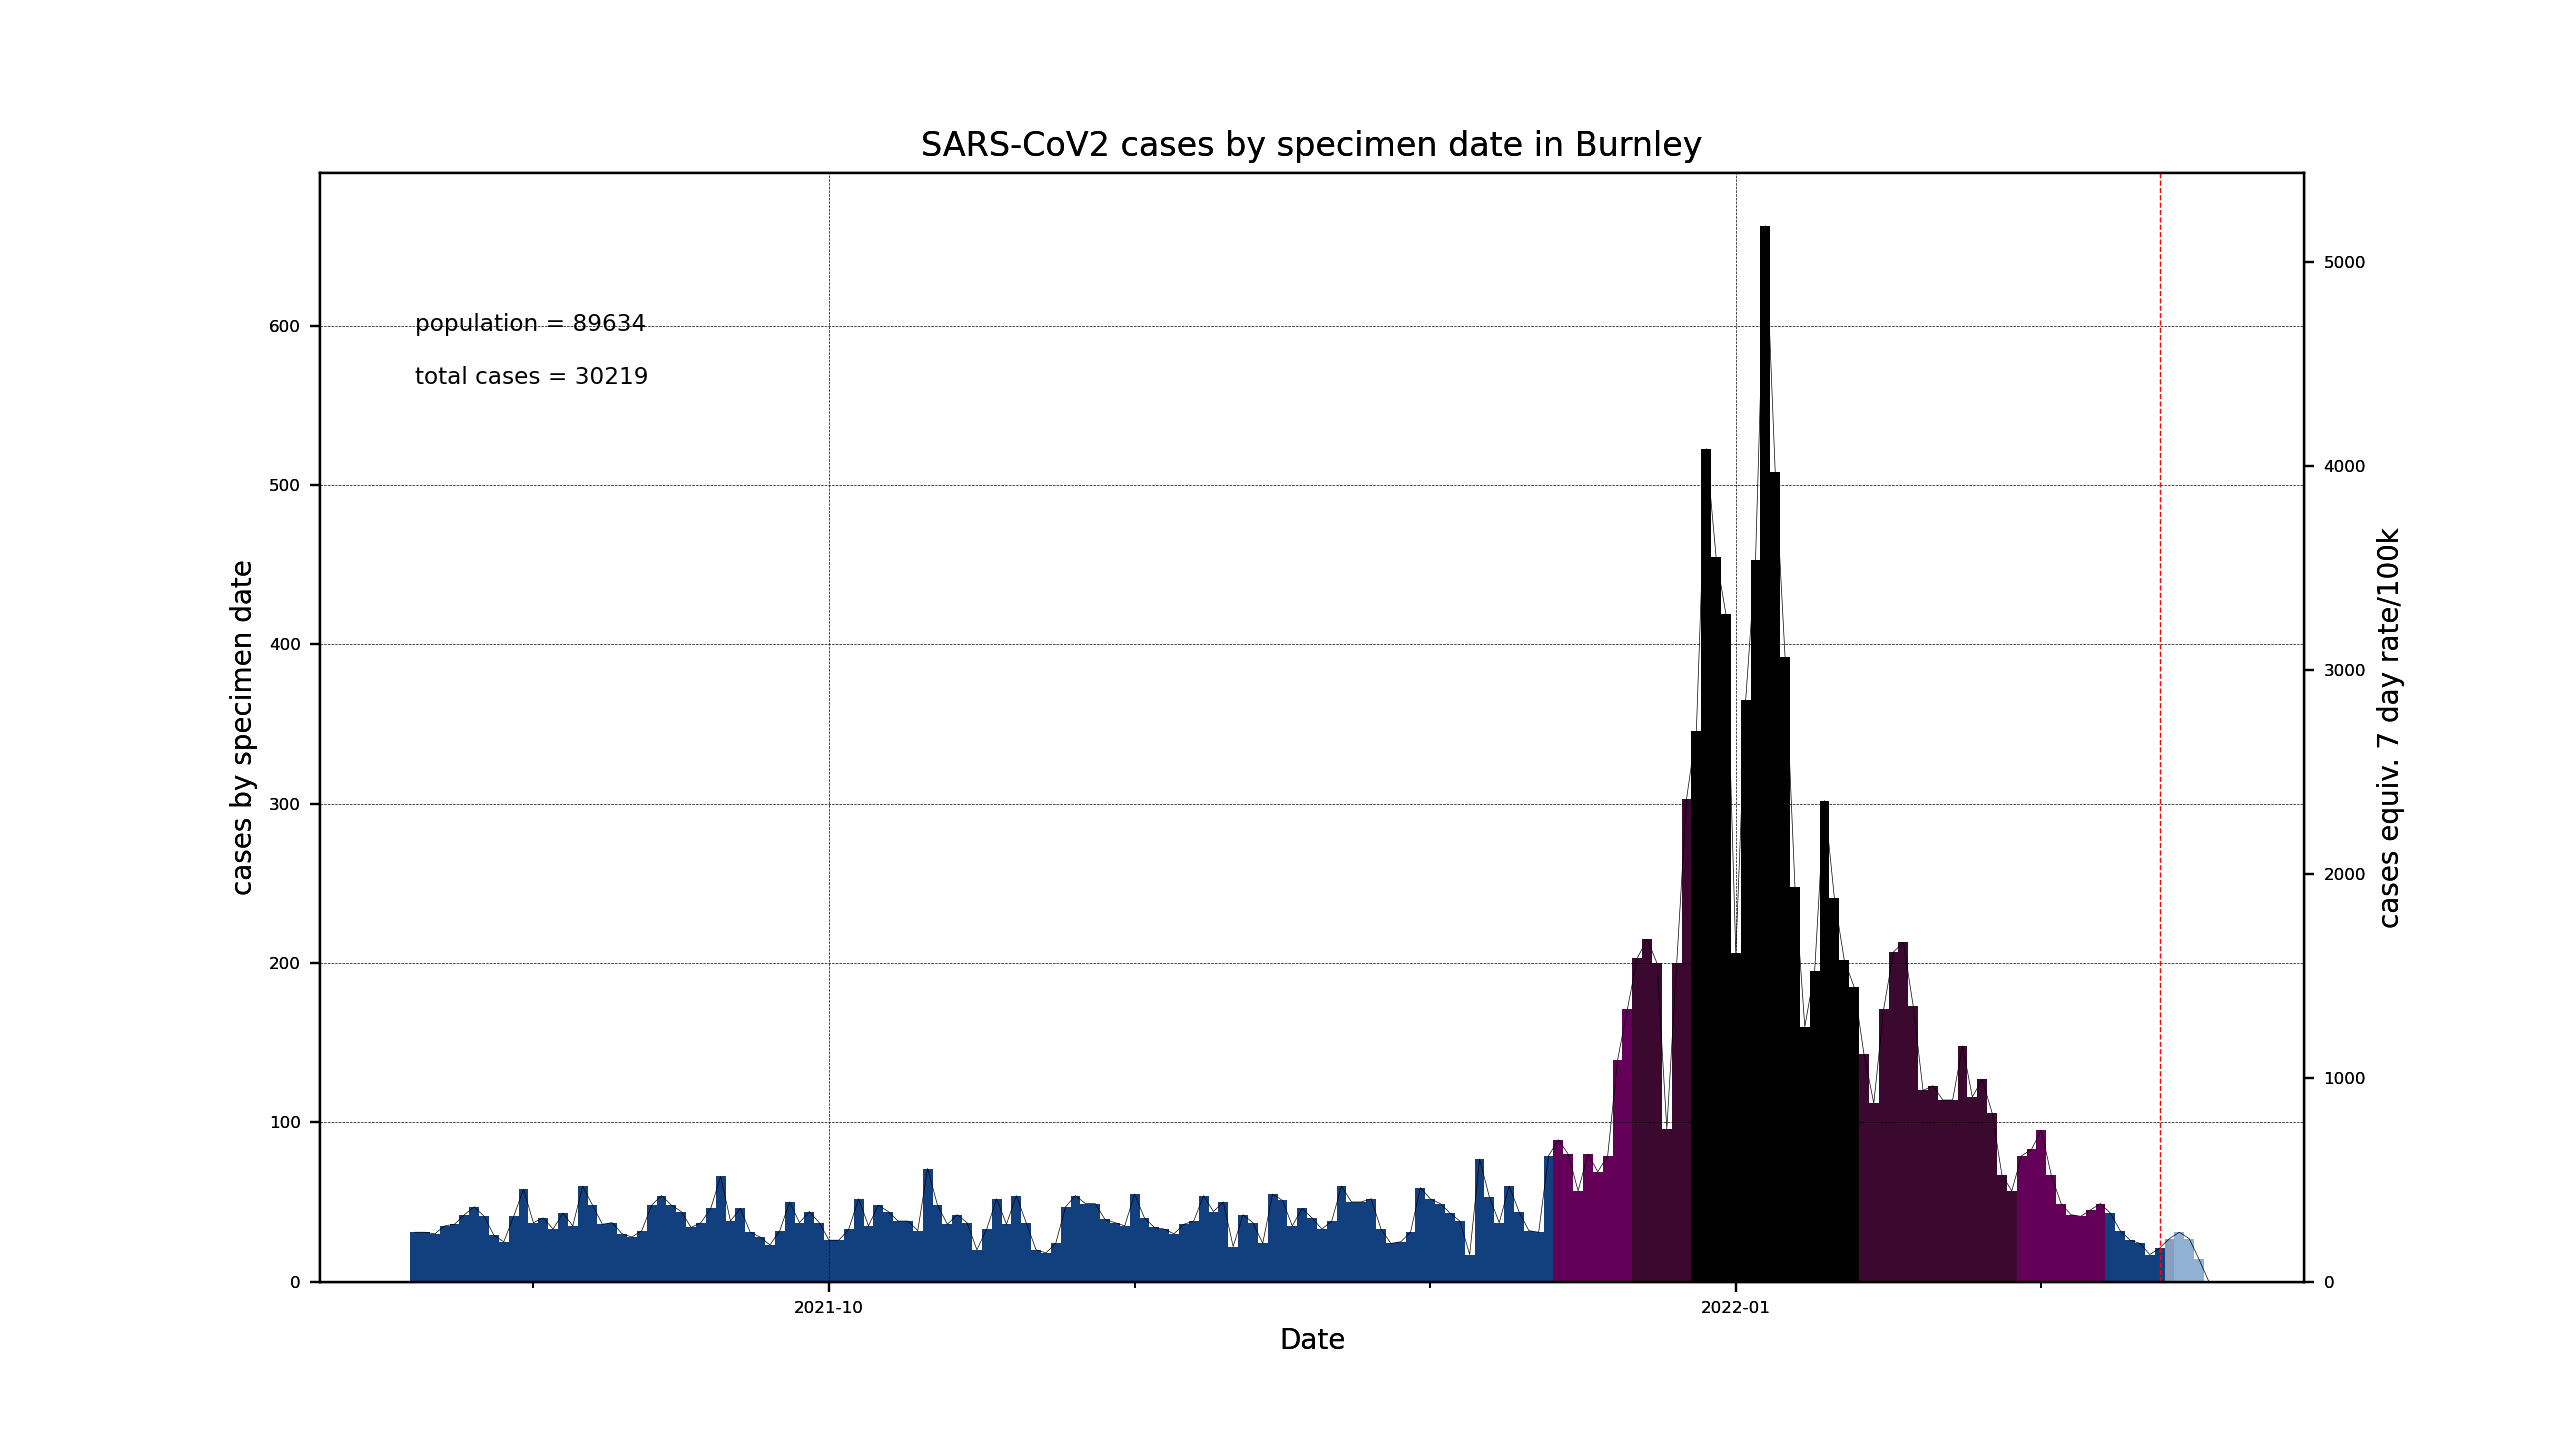 SARS-CoV2 cases by specimen date in Burnley
population = 89634
total cases = 30219
cases by specimen date
600
500
400
300
200
100
0
5000
4000
3000
2000
1000
0
cases equiv. 7 day rate/100k
2021-10
2022-01
Date